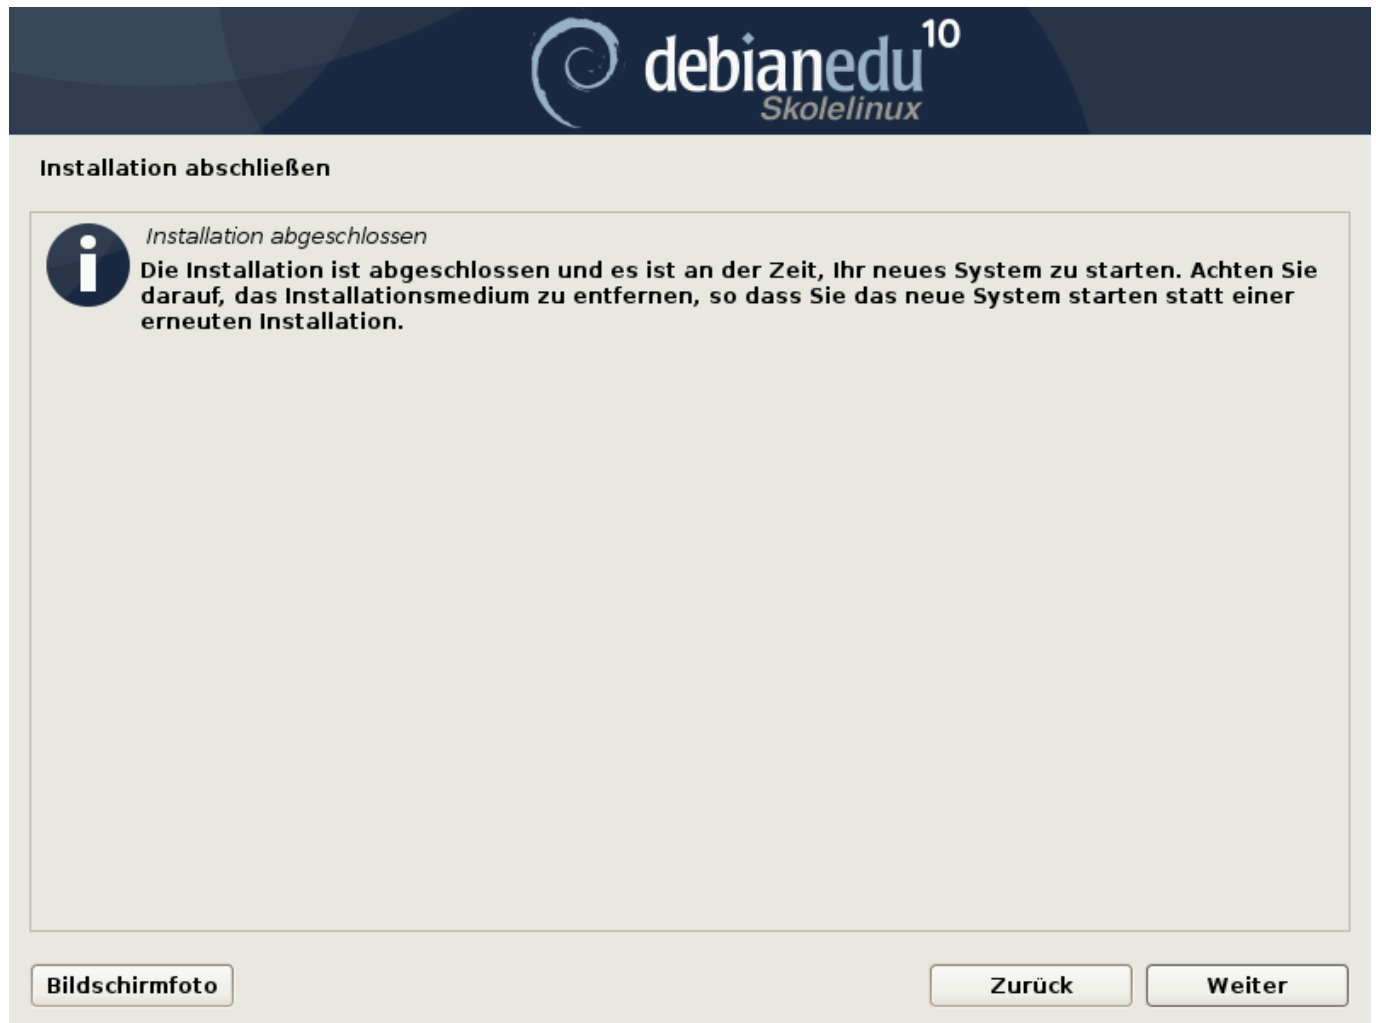 debianedu 10
Skolelinux
Installation abschließen
Installation abgeschlossen
Die Installation ist abgeschlossen und es ist an der Zeit, Ihr neues System zu starten. Achten Sie
darauf, das Installationsmedium zu entfernen, so dass Sie das neue System starten statt einer
erneuten Installation.
Bildschirmfoto
Zurück
Weiter